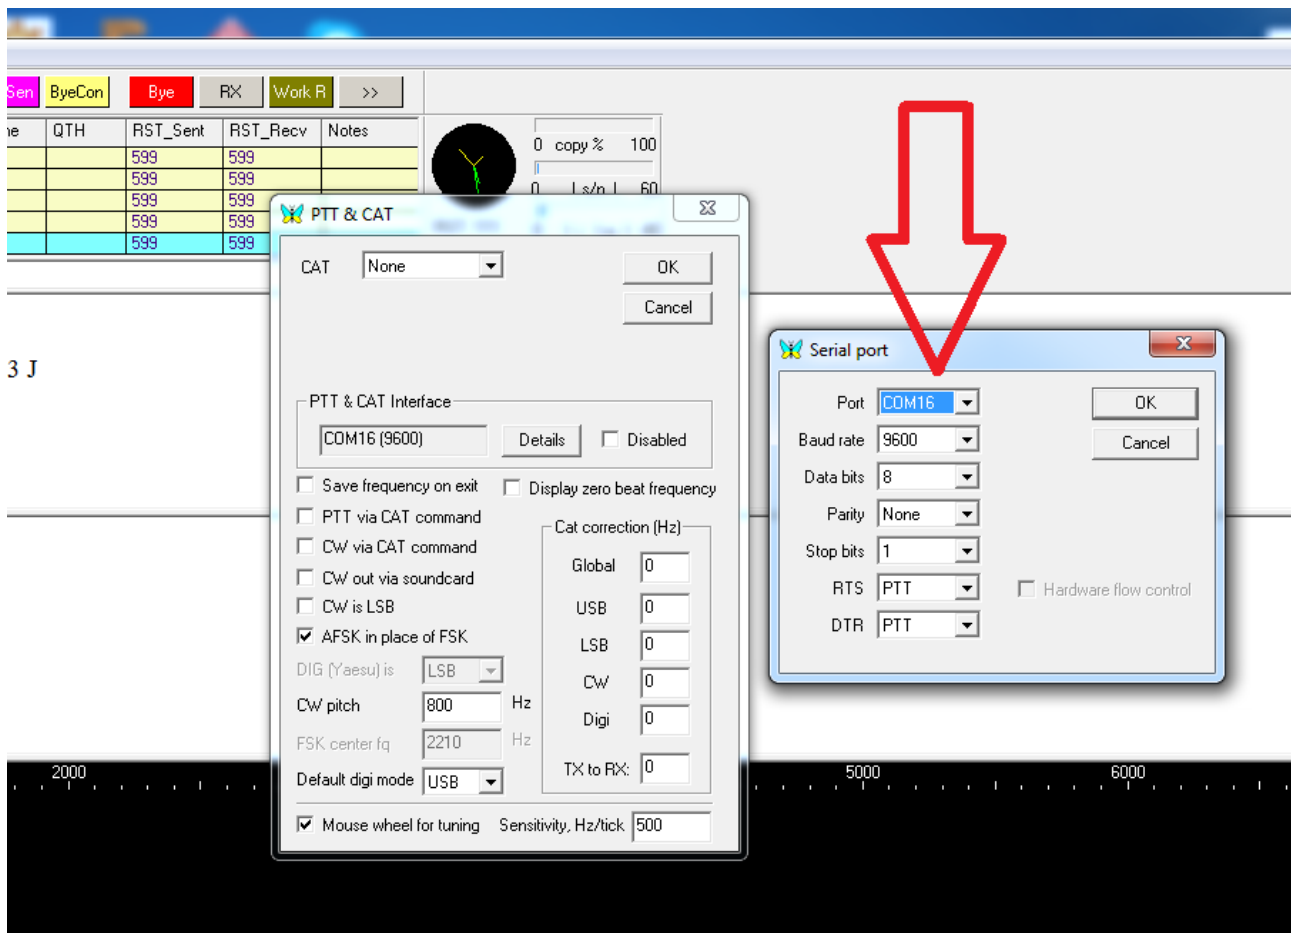 Sen ByeCon Bye RX Work R >>
ne QTH RST_Sent RST_Recv Notes
599 599
599 599
599 599
599 599
599 599
0 copy % 100
0 | s/n | 60
3 J
PTT & CAT
CAT None OK
Cancel
PTT & CAT Interface
COM16 (9600) Details Disabled
Save frequency on exit Display zero beat frequency
PTT via CAT command
CW via CAT command
CW out via soundcard
CW is LSB
AFSK in place of FSK
DIG (Yaesu) is LSB
CW pitch 800 Hz
FSK center fq 2210 Hz
Default digi mode USB
Cat correction (Hz)
Global 0
USB 0
LSB 0
CW 0
Digi 0
TX to RX: 0
Mouse wheel for tuning Sensitivity, Hz/tick 500
Serial port
Port COM16 OK
Baud rate 9600 Cancel
Data bits 8
Parity None
Stop bits 1
RTS PTT Hardware flow control
DTR PTT
2000 5000 6000